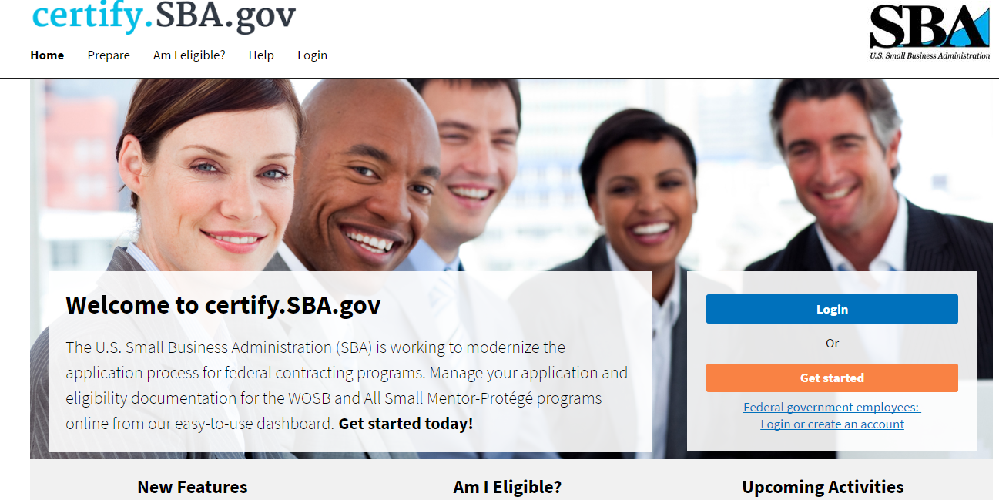 certify.SBA.gov
SBA
U.S. Small Business Administration
Home Prepare Am I eligible? Help Login
Welcome to certify.SBA.gov
The U.S. Small Business Administration (SBA) is working to modernize the
application process for federal contracting programs. Manage your application and
eligibility documentation for the WOSB and All Small Mentor-Protégé programs
online from our easy-to-use dashboard. Get started today!
Login
Or
Get started
Federal government employees:
Login or create an account
New Features Am I Eligible? Upcoming Activities